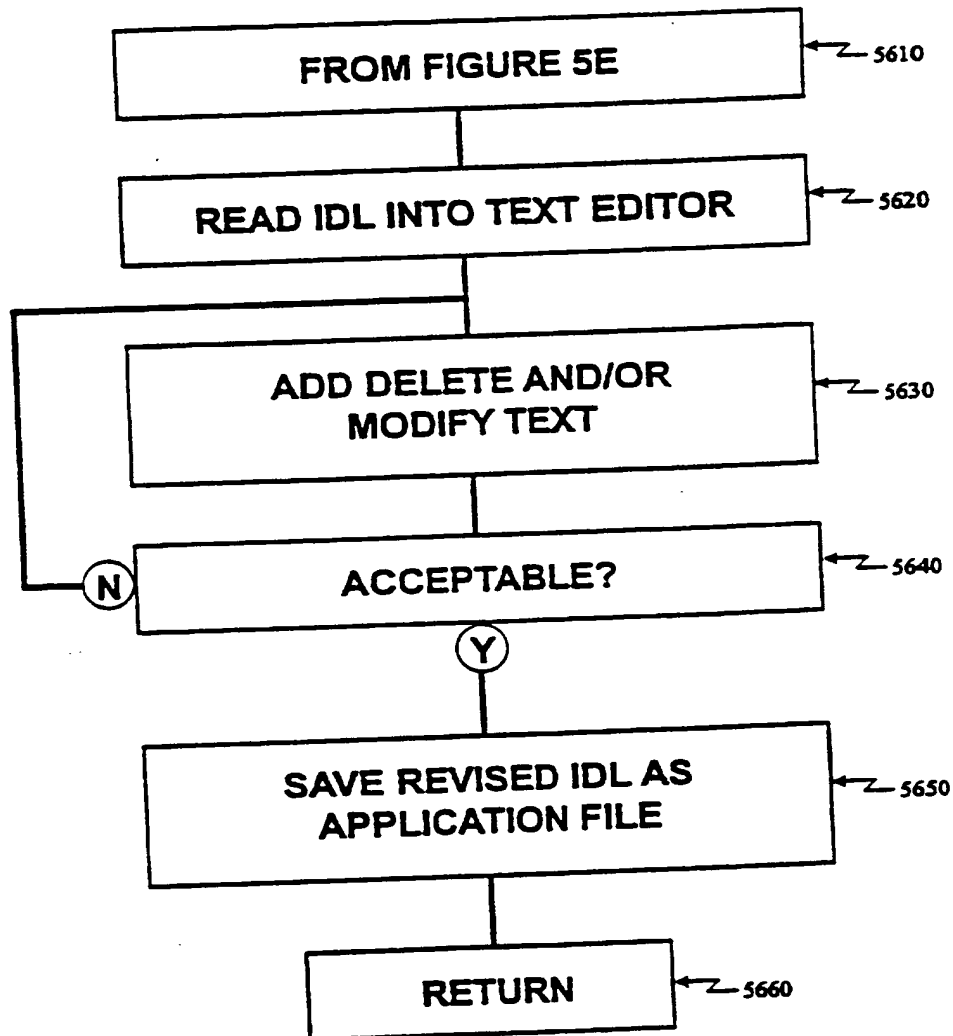 FROM FIGURE 5E
5610
READ IDL INTO TEXT EDITOR
5620
ADD DELETE AND/OR
MODIFY TEXT
5630
N
ACCEPTABLE?
5640
Y
SAVE REVISED IDL AS
APPLICATION FILE
5650
RETURN
5660